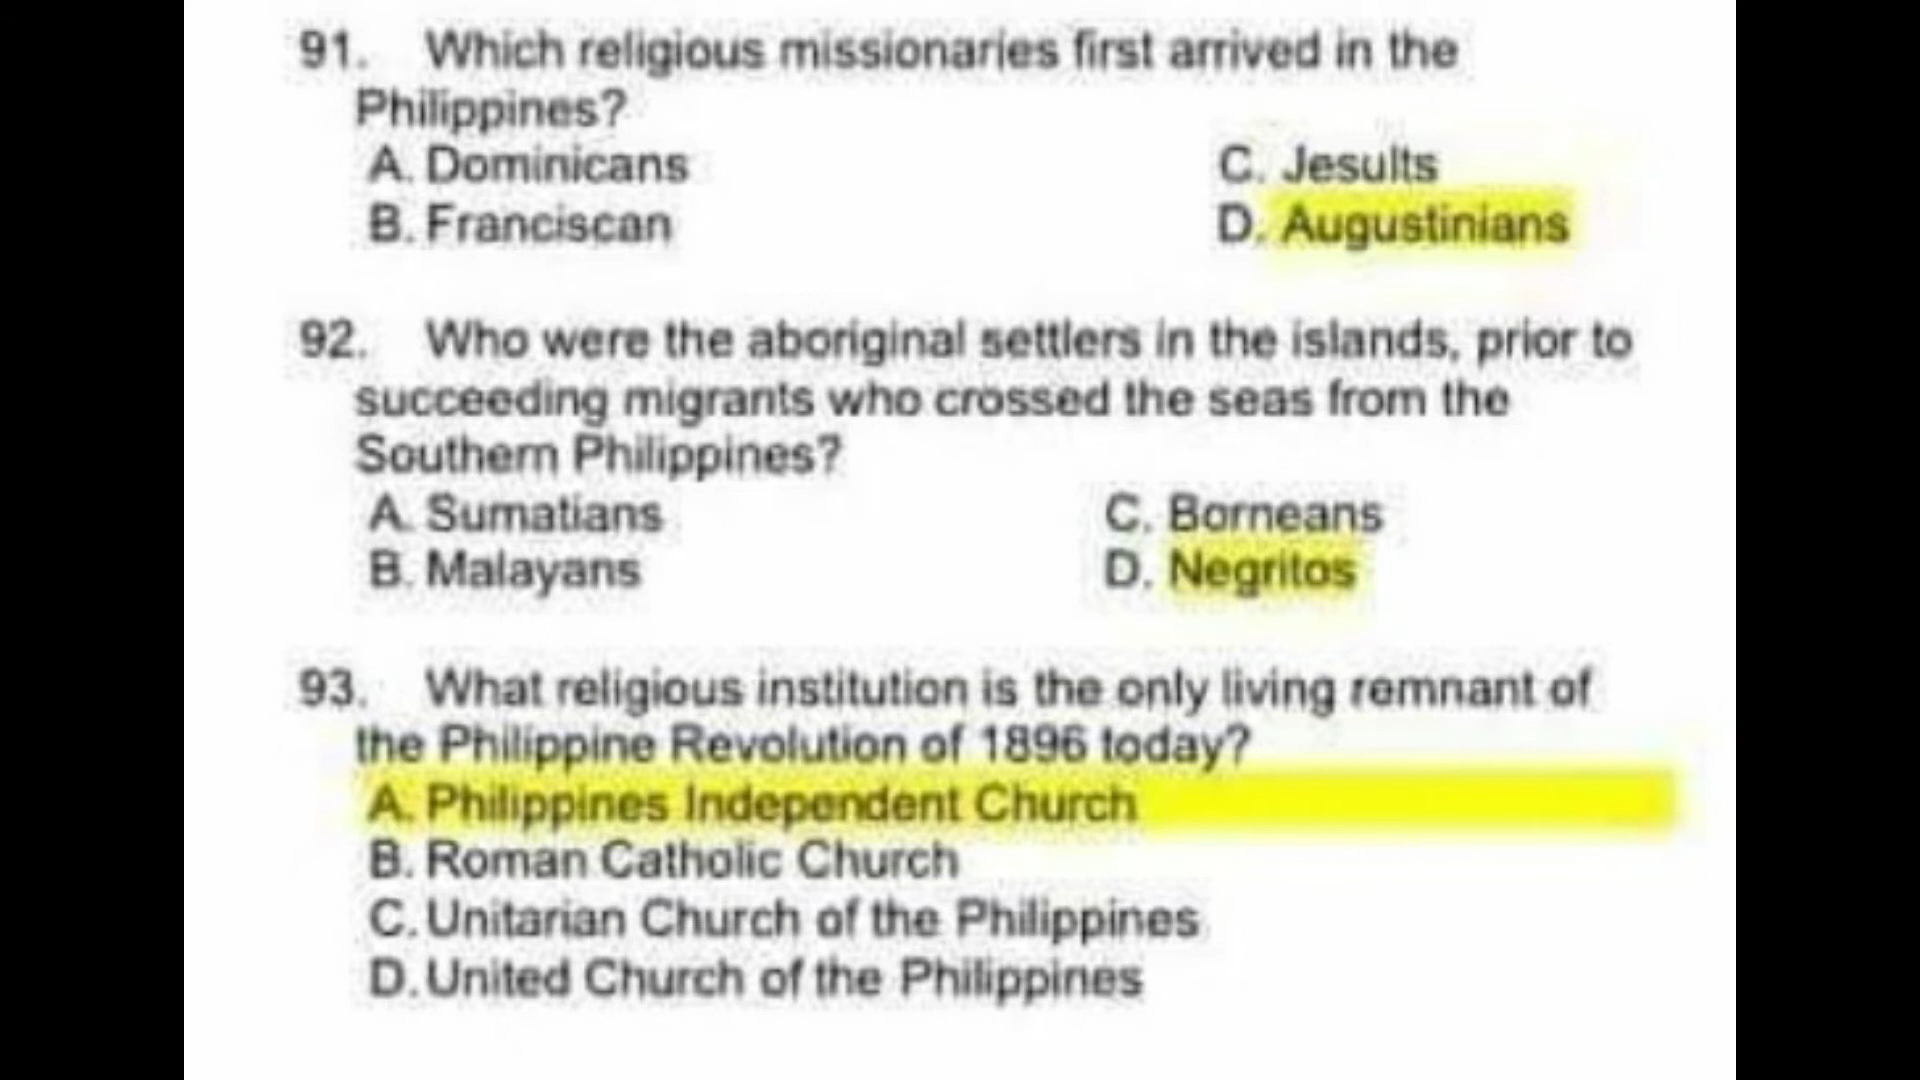 91. Which religious missionaries first arrived in the
Philippines?
A. Dominicans
C. Jesuits
B. Franciscan
D. Augustinians
92. Who were the aboriginal settlers in the islands, prior to
succeeding migrants who crossed the seas from the
Southern Philippines?
A. Sumatians
C. Borneans
B. Malayans
D. Negritos
93. What religious institution is the only living remnant of
the Philippine Revolution of 1896 today?
A. Philippines Independent Church
B. Roman Catholic Church
C. Unitarian Church of the Philippines
D. United Church of the Philippines